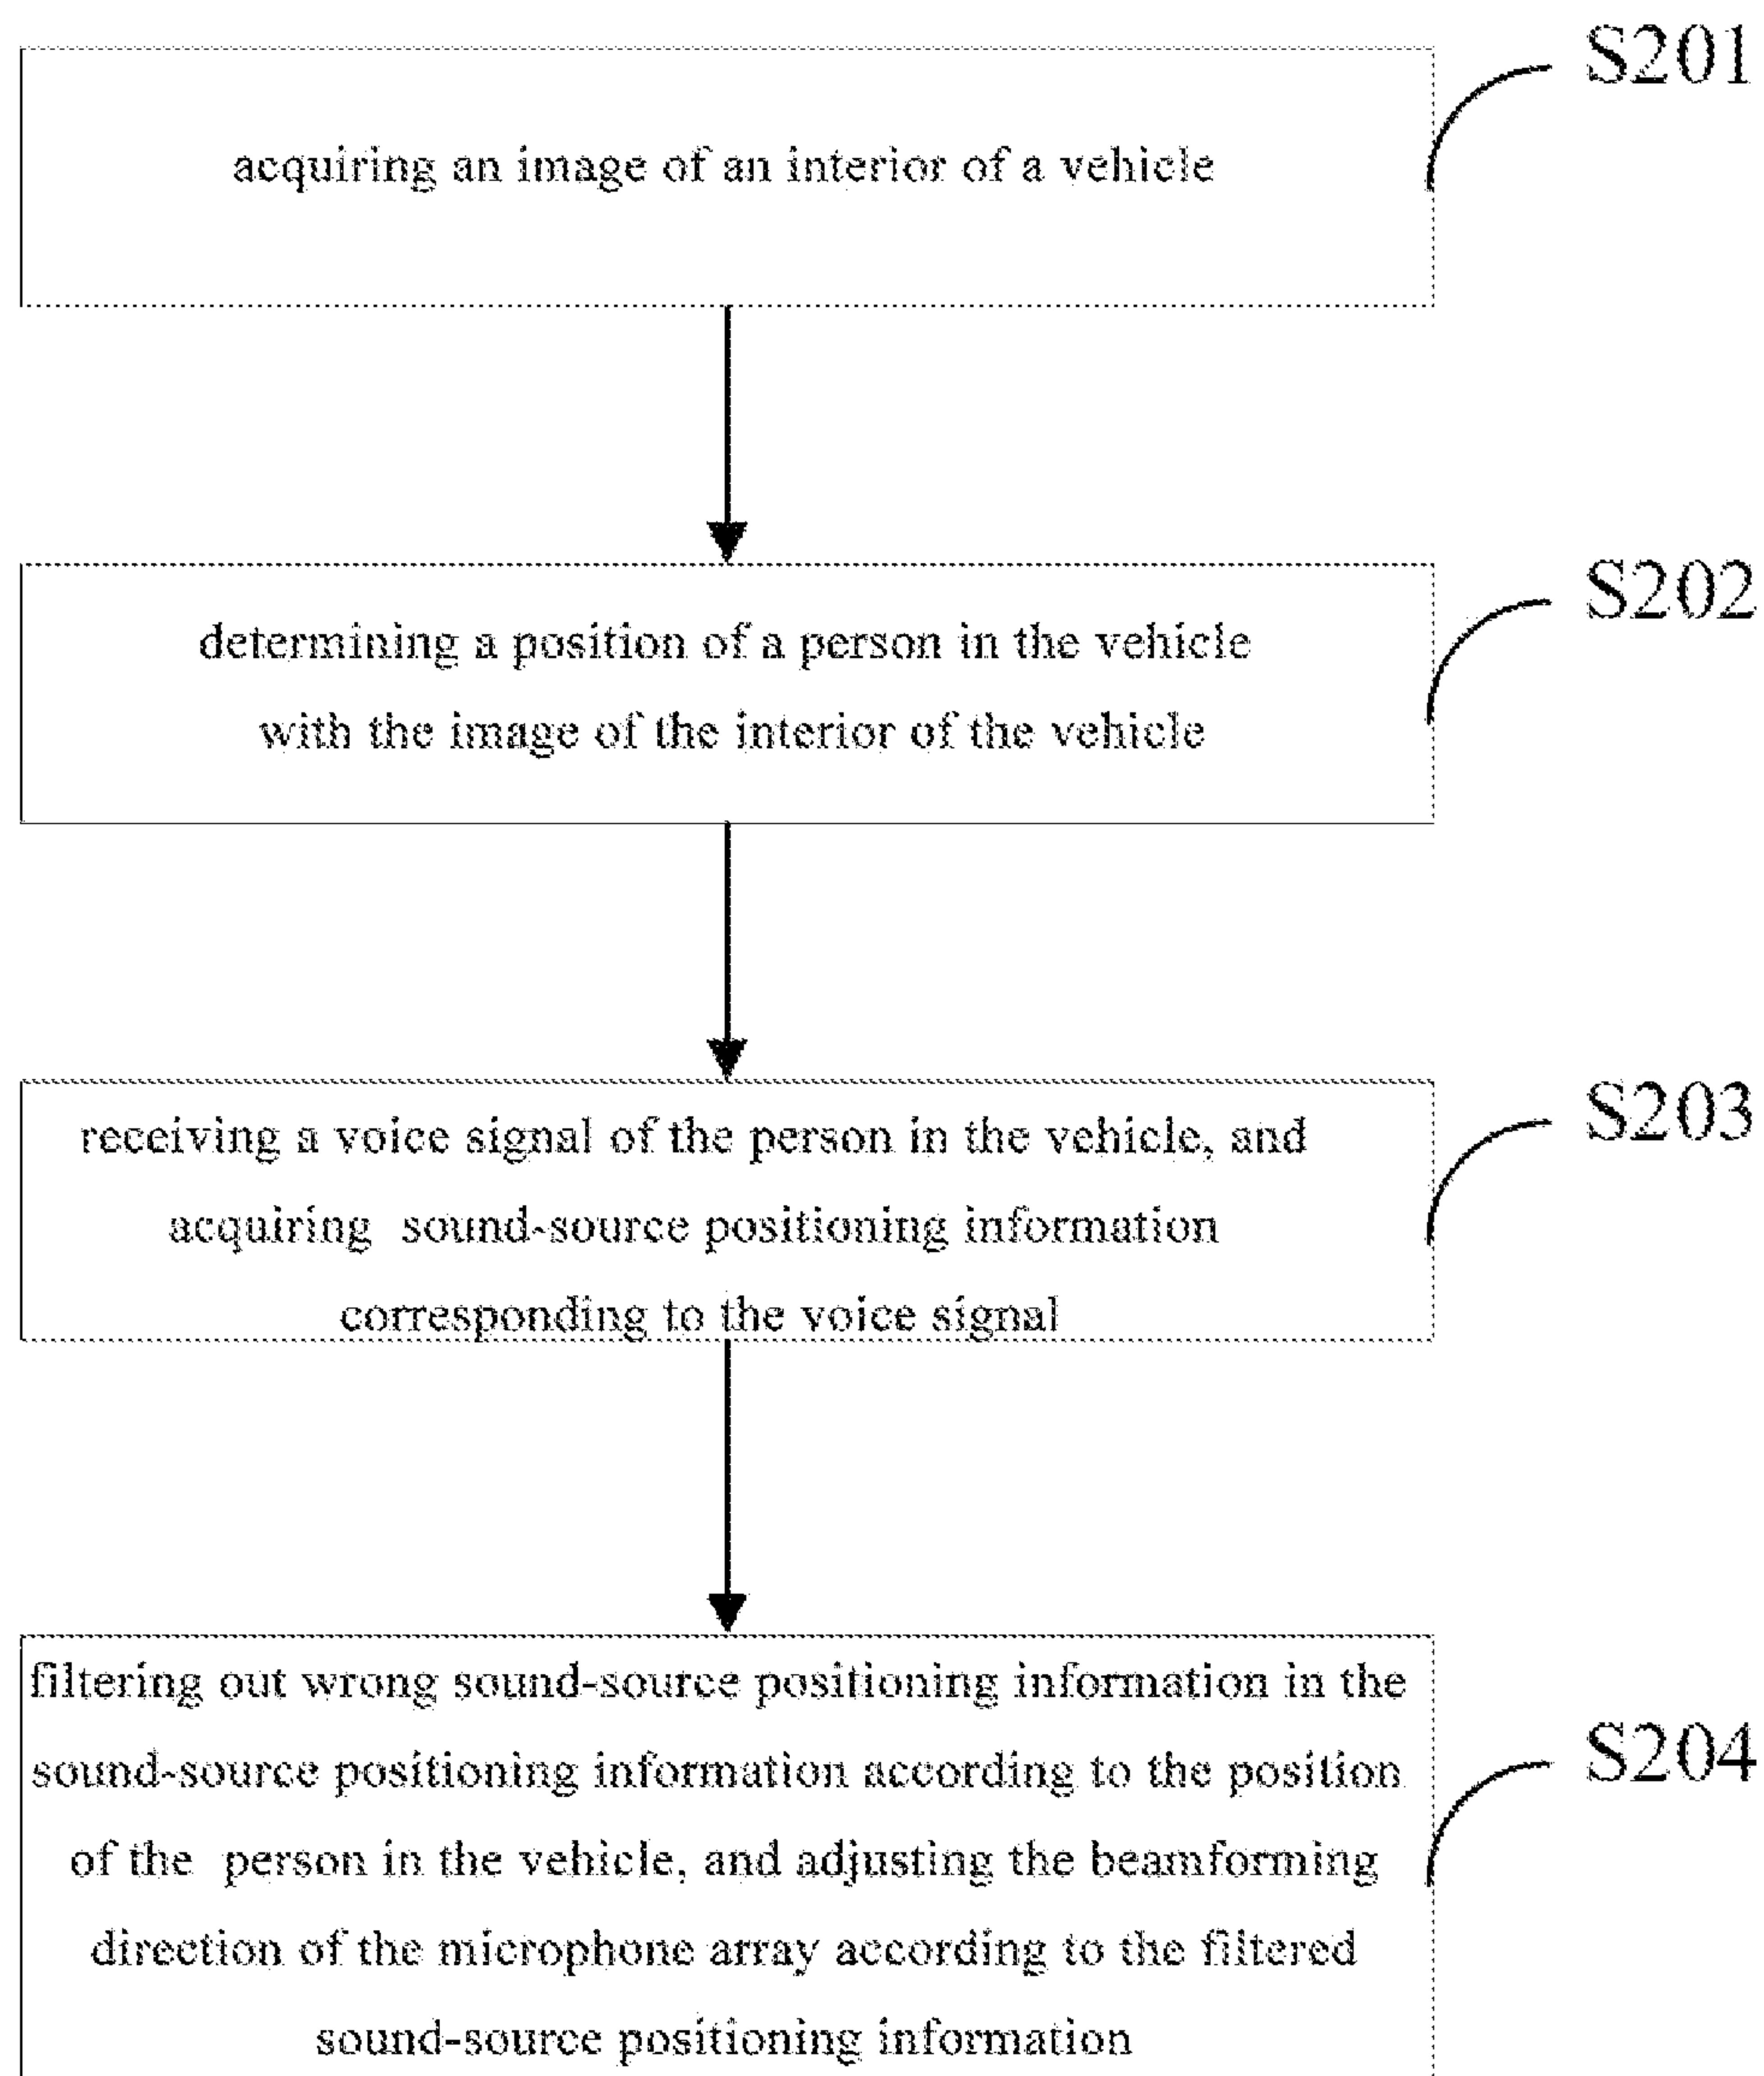 S201
acquiring an image of an interior of a vehicle
S202
determining a position of a person in the vehicle
with the image of the interior of the vehicle
S203
receiving a voice signal of the person in the vehicle, and
acquiring sound-source positioning information
corresponding to the voice signal
S204
filtering out wrong sound-source positioning information in the
sound-source positioning information according to the position
of the person in the vehicle, and adjusting the beamforming
direction of the microphone array according to the filtered
sound-source positioning information